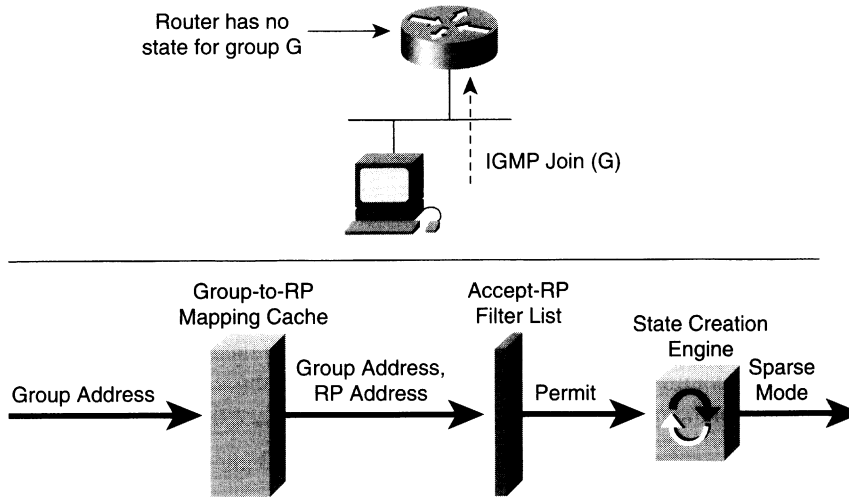 Router has no
state for group G
IGMP Join (G)
Group-to-RP
Mapping Cache
Accept-RP
Filter List
State Creation
Engine
Group Address
Group Address,
RP Address
Permit
Sparse
Mode